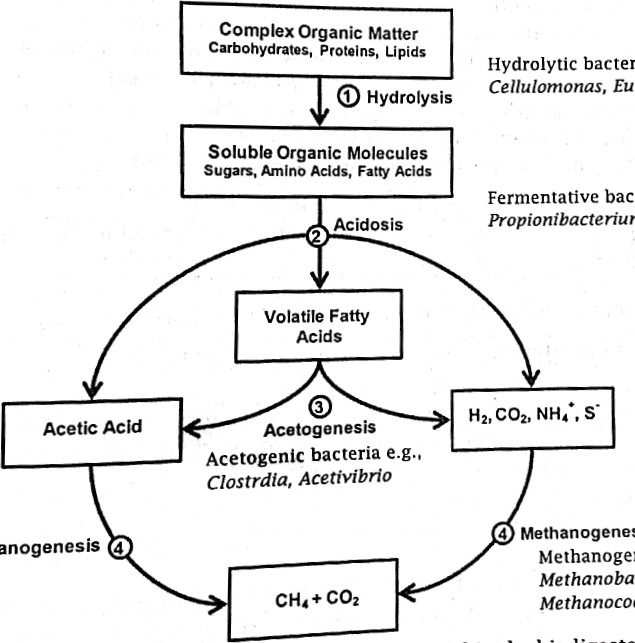 Complex Organic Matter
Carbohydrates, Proteins, Lipids
Hydrolytic bacter
Cellulomonas, Eu
① Hydrolysis
Soluble Organic Molecules
Sugars, Amino Acids, Fatty Acids
Fermentative bac
Propionibacteriur
② Acidosis
Volatile Fatty
Acids
③
Acetogenesis
Acetogenic bacteria e.g.,
Clostrdia, Acetivibrio
Acetic Acid
H₂, CO₂, NH₄⁺, S⁻
anogenesis ④
④ Methanogenes
Methanoger
Methanoba
Methanocoo
CH₄ + CO₂